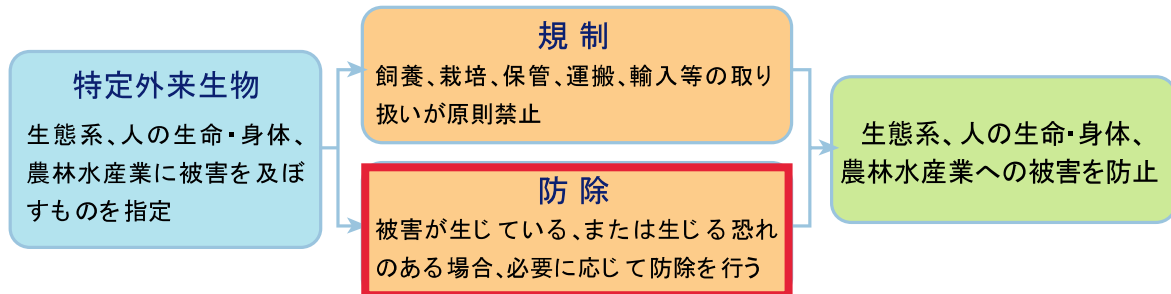 特定外来生物
生態系、人の生命・身体、
農林水産業に被害を及ぼ
すものを指定
規制
飼養、栽培、保管、運搬、輸入等の取り
扱いが原則禁止
防除
被害が生じている、または生じる恐れ
のある場合、必要に応じて防除を行う
生態系、人の生命・身体、
農林水産業への被害を防止